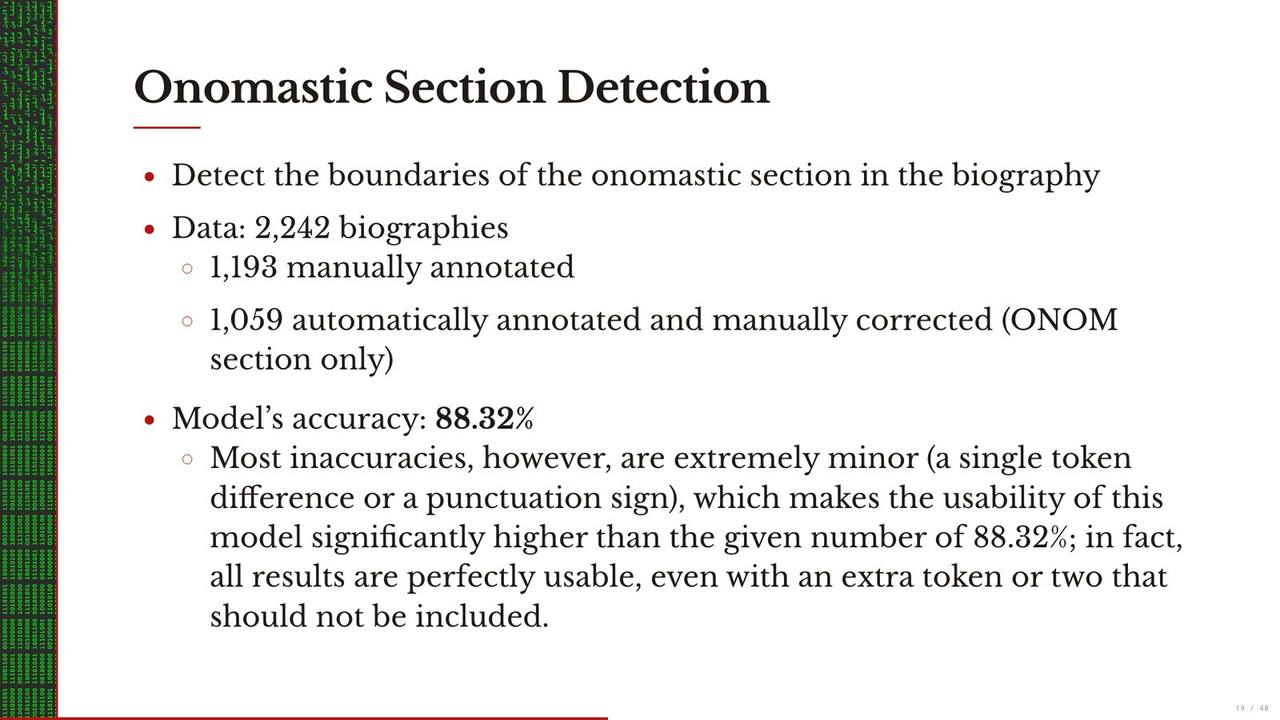 Onomastic Section Detection
• Detect the boundaries of the onomastic section in the biography
• Data: 2,242 biographies
○ 1,193 manually annotated
○ 1,059 automatically annotated and manually corrected (ONOM
section only)
• Model’s accuracy: 88.32%
○ Most inaccuracies, however, are extremely minor (a single token
difference or a punctuation sign), which makes the usability of this
model significantly higher than the given number of 88.32%; in fact,
all results are perfectly usable, even with an extra token or two that
should not be included.
19 / 40